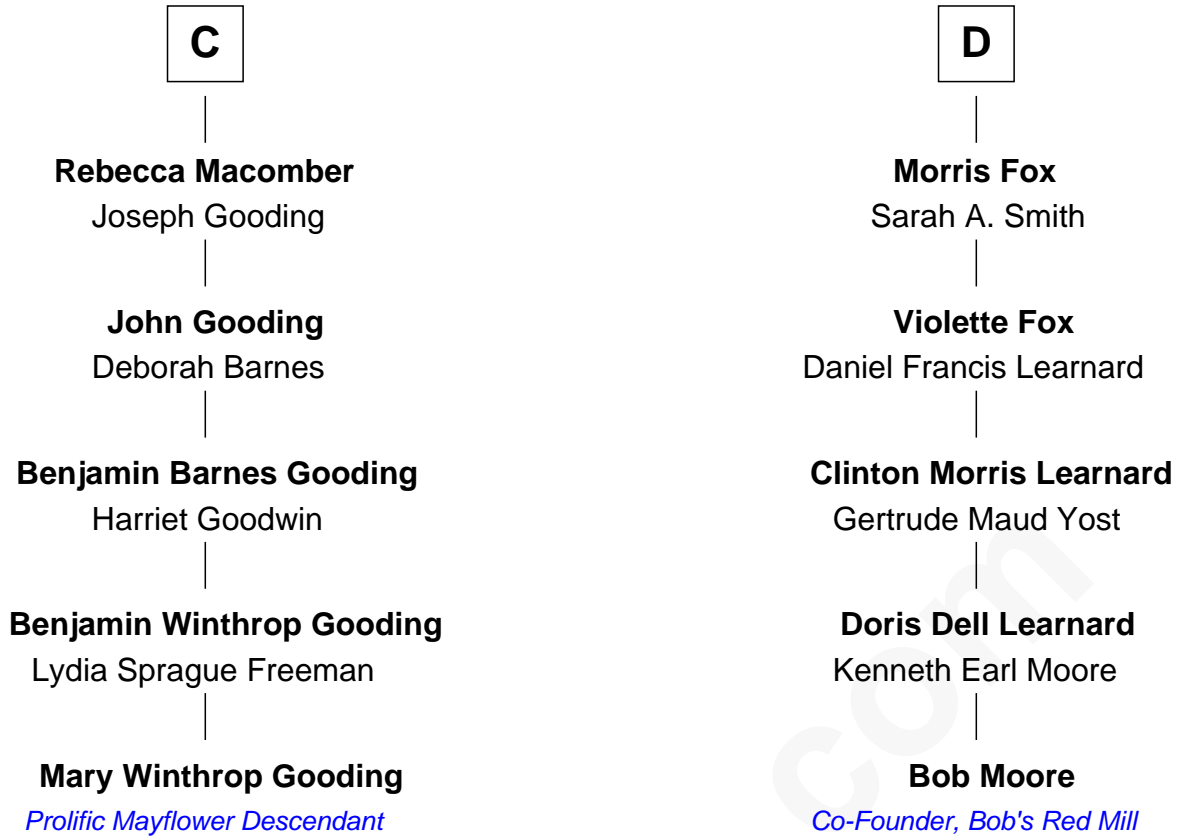 C
Rebecca Macomber
Joseph Gooding
John Gooding
Deborah Barnes
Benjamin Barnes Gooding
Harriet Goodwin
Benjamin Winthrop Gooding
Lydia Sprague Freeman
Mary Winthrop Gooding
Prolific Mayflower Descendant
D
Morris Fox
Sarah A. Smith
Violette Fox
Daniel Francis Learnard
Clinton Morris Learnard
Gertrude Maud Yost
Doris Dell Learnard
Kenneth Earl Moore
Bob Moore
Co-Founder, Bob's Red Mill
com